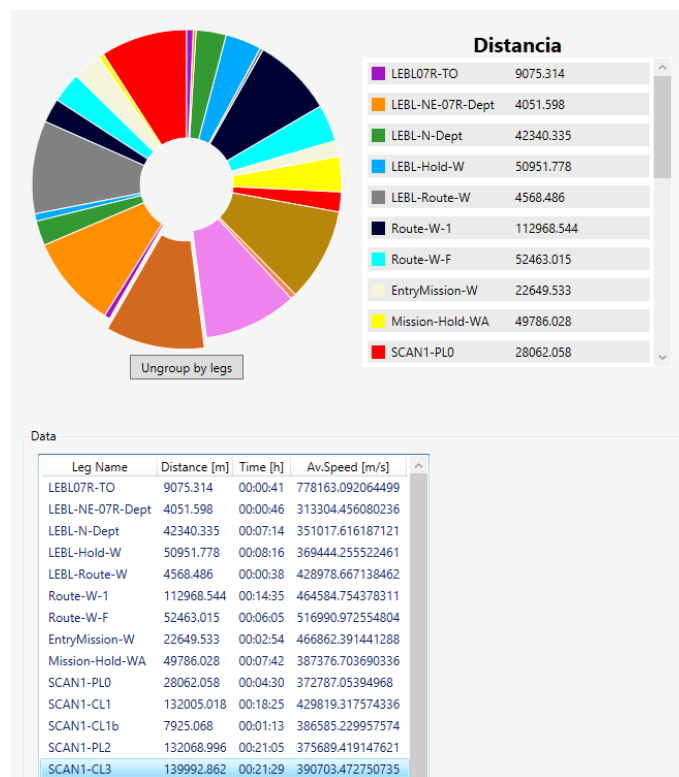 Distancia
LEBL07R-TO 9075.314
LEBL-NE-07R-Dept 4051.598
LEBL-N-Dept 42340.335
LEBL-Hold-W 50951.778
LEBL-Route-W 4568.486
Route-W-1 112968.544
Route-W-F 52463.015
EntryMission-W 22649.533
Mission-Hold-WA 49786.028
SCAN1-PL0 28062.058
Ungroup by legs
Data
Leg Name Distance [m] Time [h] Av.Speed [m/s]
LEBL07R-TO 9075.314 00:00:41 778163.092064499
LEBL-NE-07R-Dept 4051.598 00:00:46 313304.456080236
LEBL-N-Dept 42340.335 00:07:14 351017.616187121
LEBL-Hold-W 50951.778 00:08:16 369444.255522461
LEBL-Route-W 4568.486 00:00:38 428978.667138462
Route-W-1 112968.544 00:14:35 464584.754378311
Route-W-F 52463.015 00:06:05 516990.972554804
EntryMission-W 22649.533 00:02:54 466862.391441288
Mission-Hold-WA 49786.028 00:07:42 387376.703690336
SCAN1-PL0 28062.058 00:04:30 372787.05394968
SCAN1-CL1 132005.018 00:18:25 429819.317574336
SCAN1-CL1b 7925.068 00:01:13 386585.229957574
SCAN1-PL2 132068.996 00:21:05 375689.419147621
SCAN1-CL3 139992.862 00:21:29 390703.472750735